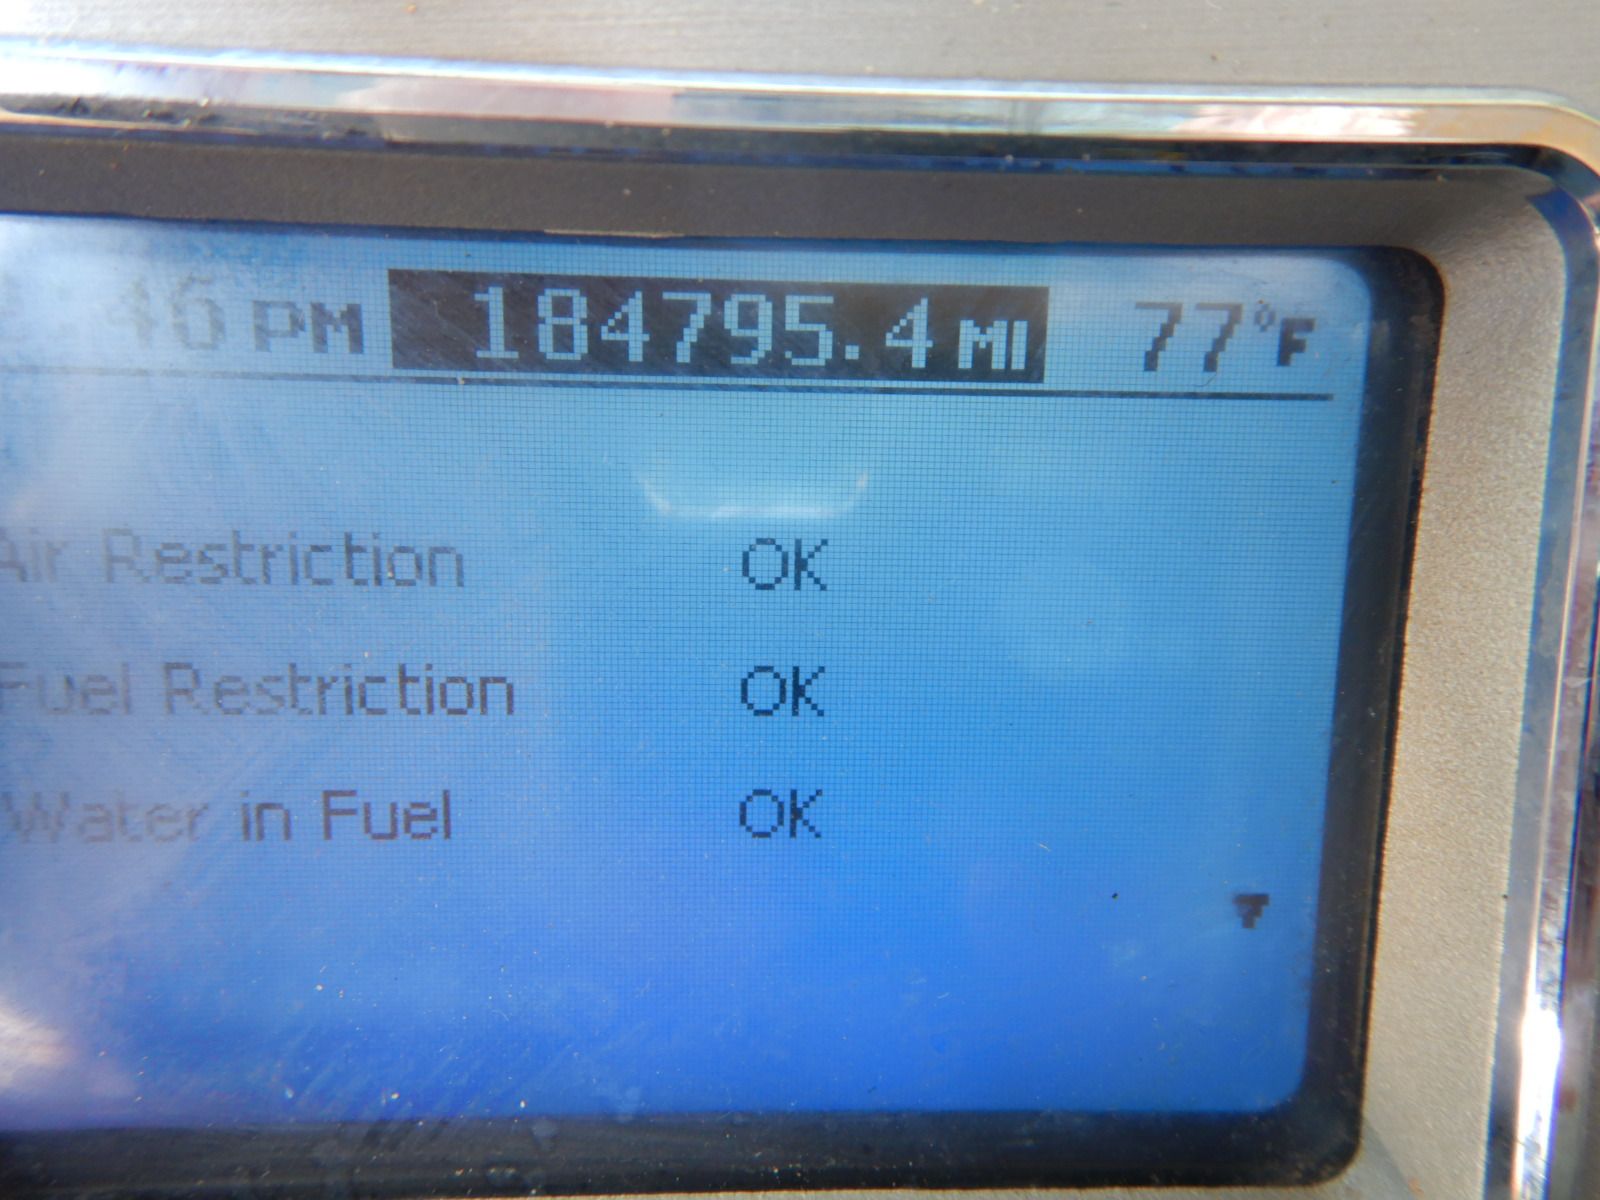 :46 PM 184795.4 MI 77°F
Air Restriction OK
Fuel Restriction OK
Water in Fuel OK